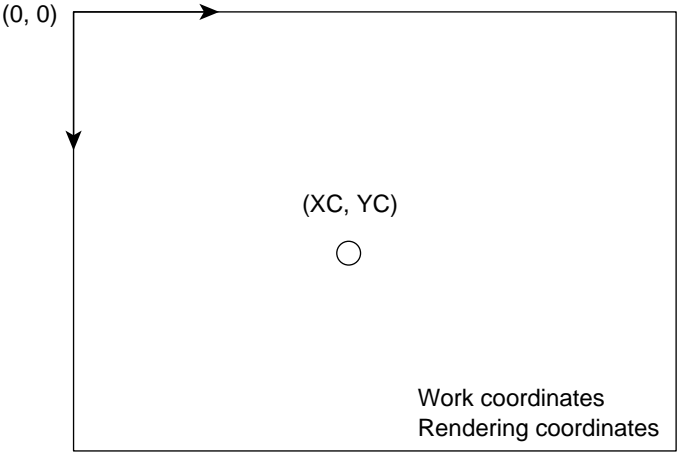 (0, 0)
(XC, YC)
Work coordinates
Rendering coordinates